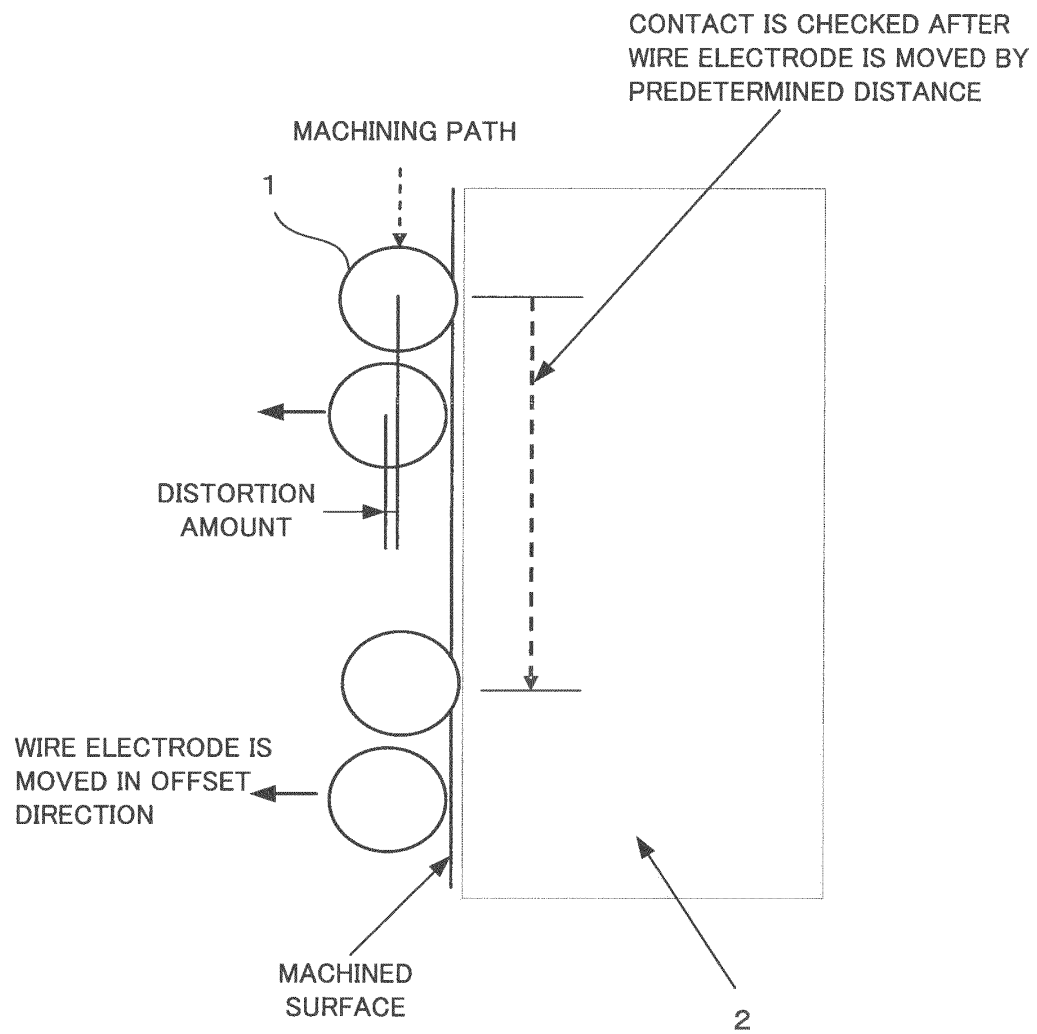 CONTACT IS CHECKED AFTER
WIRE ELECTRODE IS MOVED BY
PREDETERMINED DISTANCE
MACHINING PATH
1
DISTORTION
AMOUNT
WIRE ELECTRODE IS
MOVED IN OFFSET
DIRECTION
MACHINED
SURFACE
2